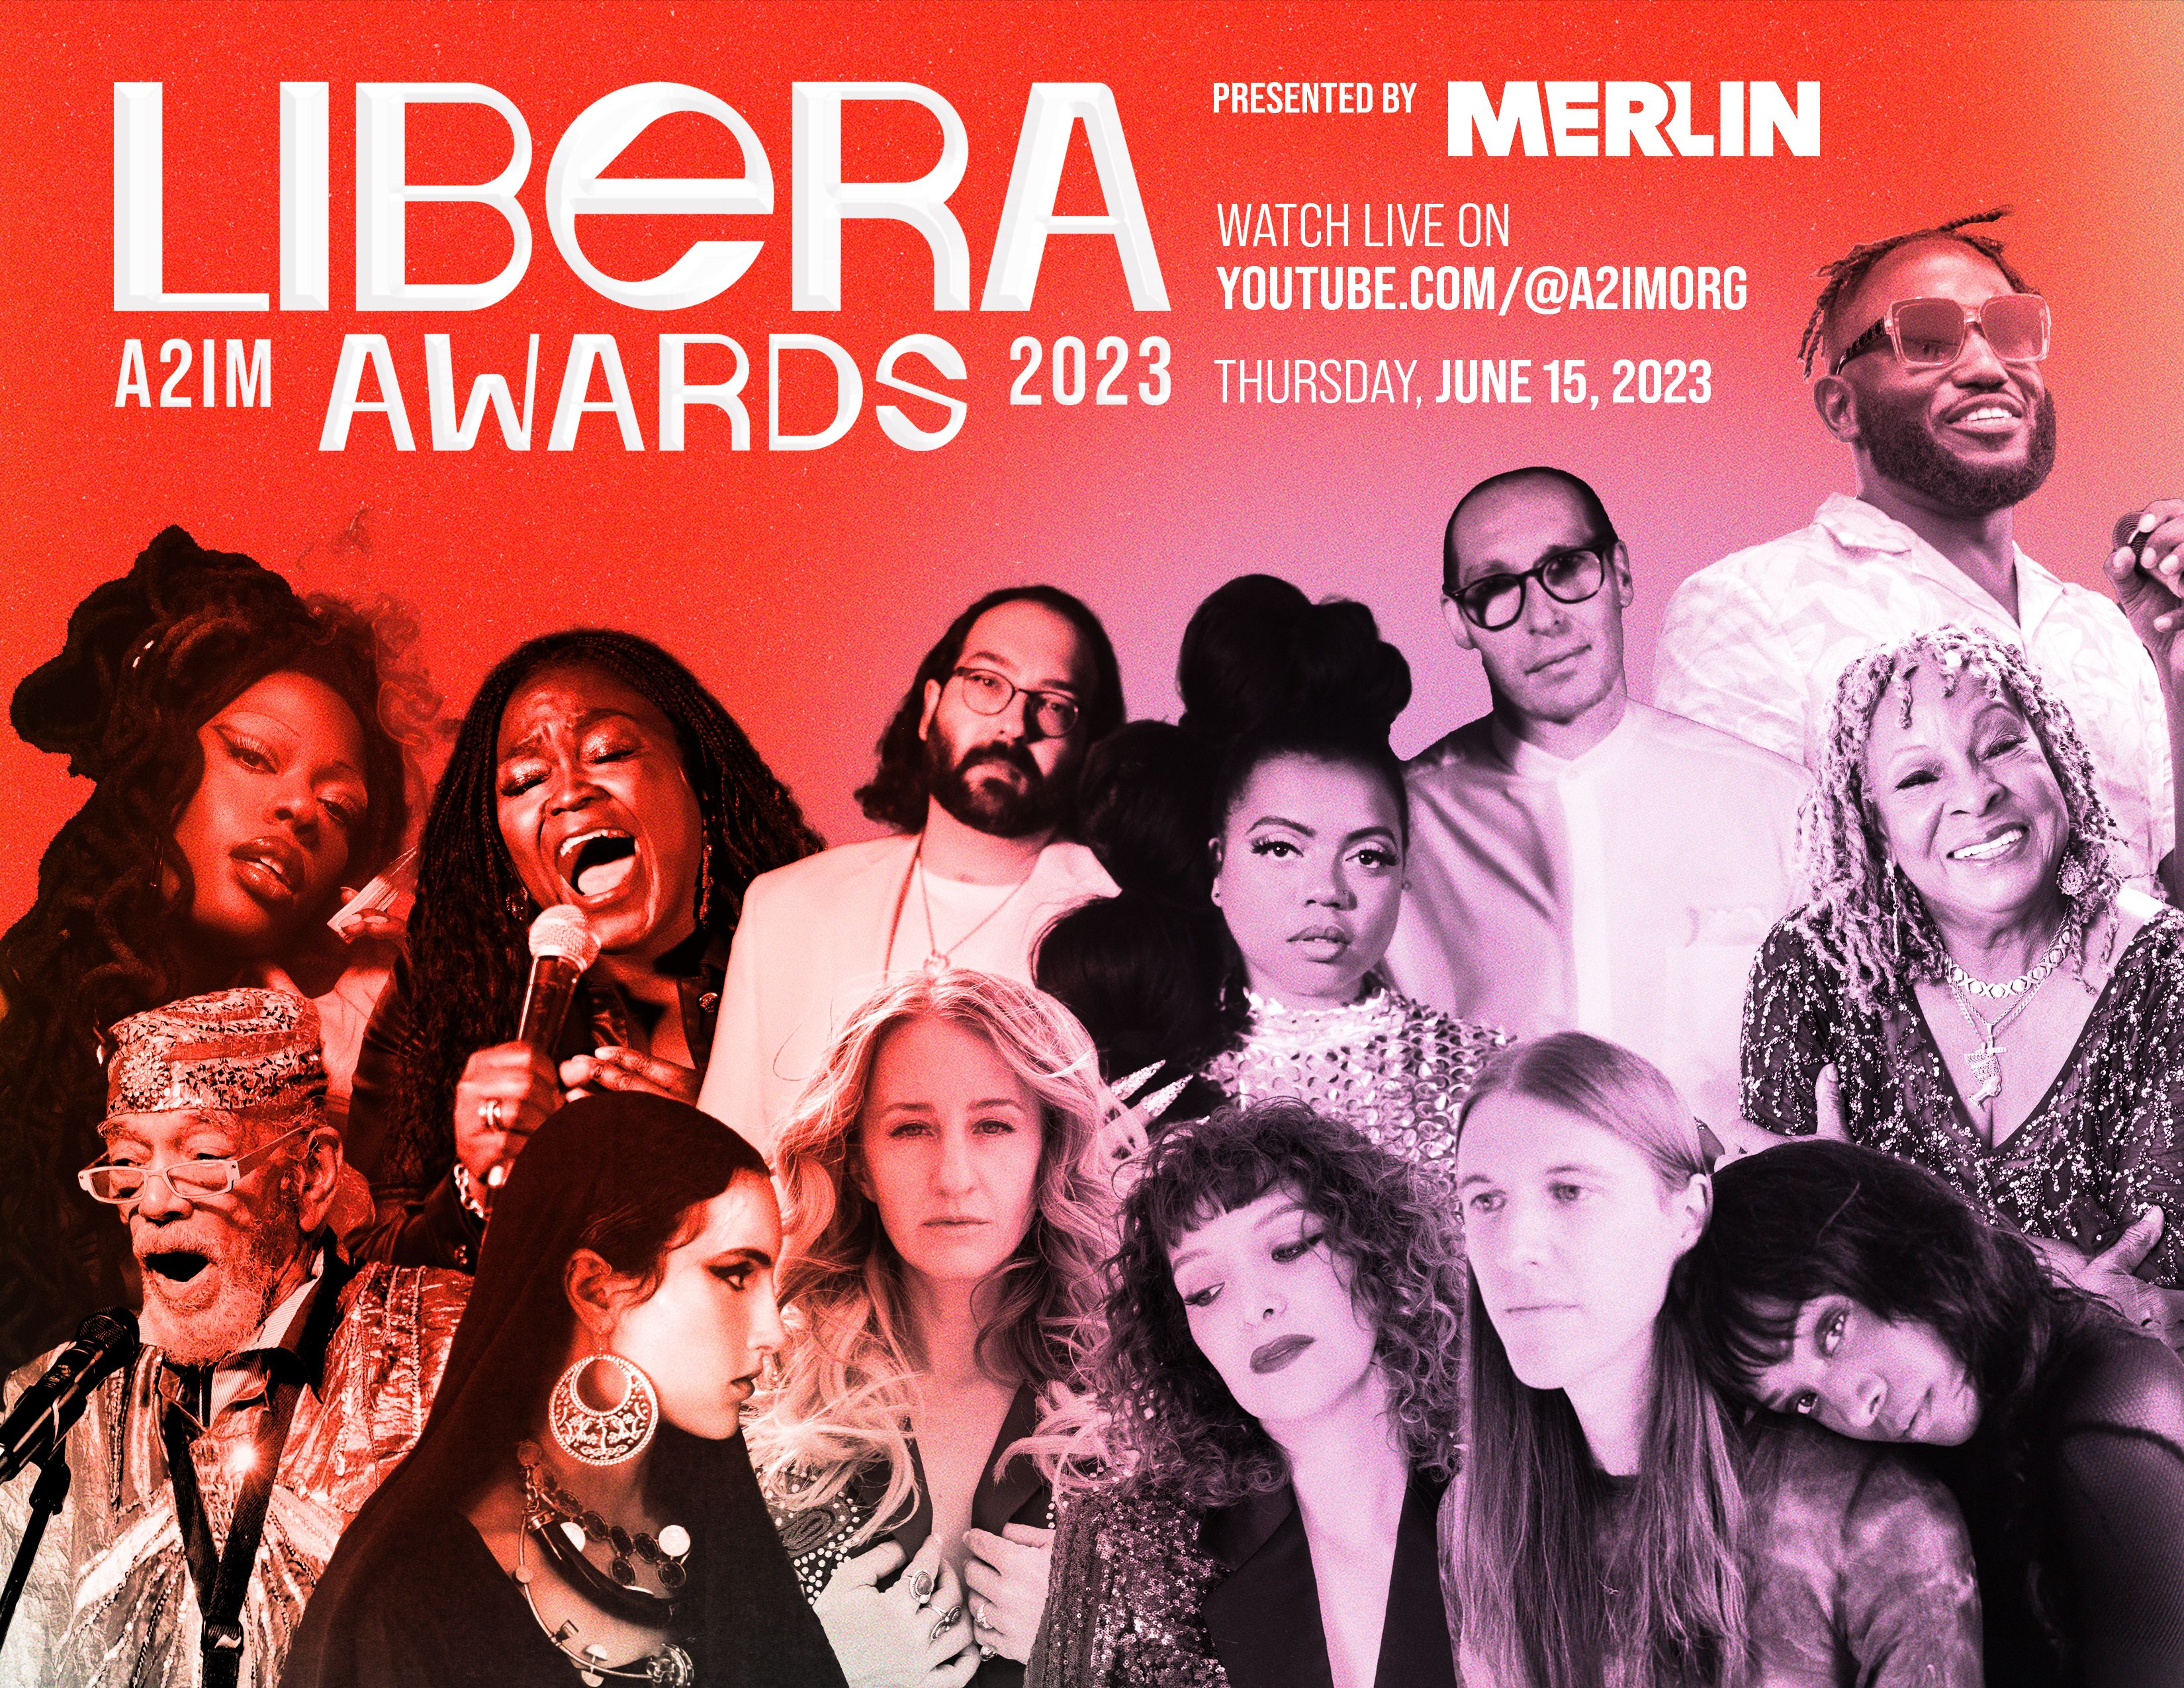 LIBeRA
A2IM AWARDS 2023
PRESENTED BY MERLIN
WATCH LIVE ON
YOUTUBE.COM/@A2IMORG
THURSDAY, JUNE 15, 2023